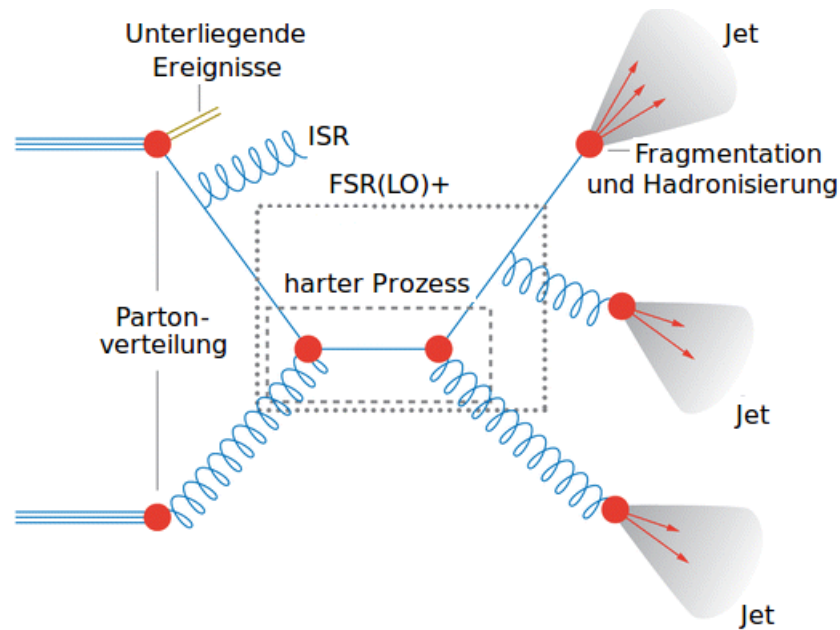 Unterliegende
Ereignisse
Jet
ISR
Fragmentation
und Hadronisierung
FSR(LO)+
harter Prozess
Parton-
verteilung
Jet
Jet